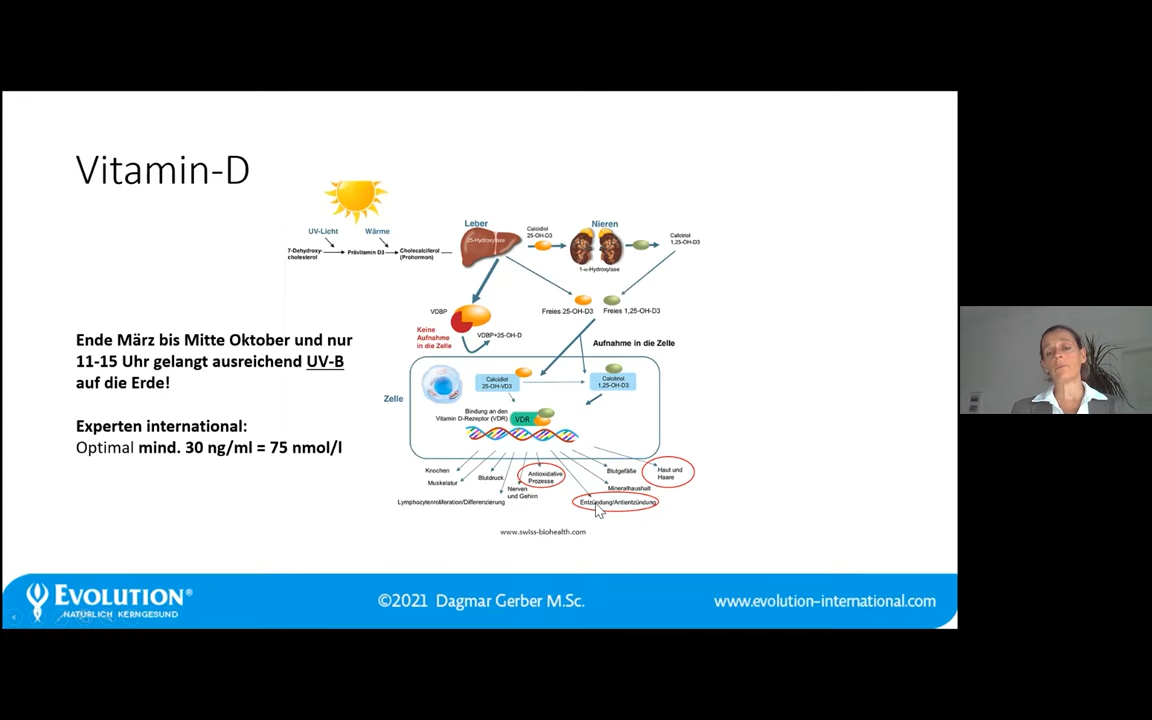 Vitamin-D
UV-Licht
Wärme
7-Dehydroxy-
cholesterol
Prävitamin D3
Cholecalciferol
(Prohormon)
Leber
25-Hydroxylase
Calcidiol
25-OH-D3
Nieren
1-α-Hydroxylase
Calcitriol
1,25-OH-D3
VDBP
Keine
Aufnahme
in die Zelle
VDBP+25-OH-D
Freies 25-OH-D3
Freies 1,25-OH-D3
Aufnahme in die Zelle
Ende März bis Mitte Oktober und nur
11-15 Uhr gelangt ausreichend UV-B
auf die Erde!
Experten international:
Optimal mind. 30 ng/ml = 75 nmol/l
Zelle
Calcidiol
25-OH-VD3
Calcitriol
1,25-OH-D3
Bindung an den
Vitamin D-Rezeptor (VDR)
VDR
Knochen
Muskelatur
Lymphozytenroliferation/Differenzierung
Blutdruck
Nerven
und Gehirn
Antioxidative
Prozesse
Entzündung/Antientzündung
Blutgefäße
Mineralhaushalt
Haut und
Haare
www.swiss-biohealth.com
EVOLUTION®
NATÜRLICH KERNGESUND
©2021 Dagmar Gerber M.Sc.
www.evolution-international.com